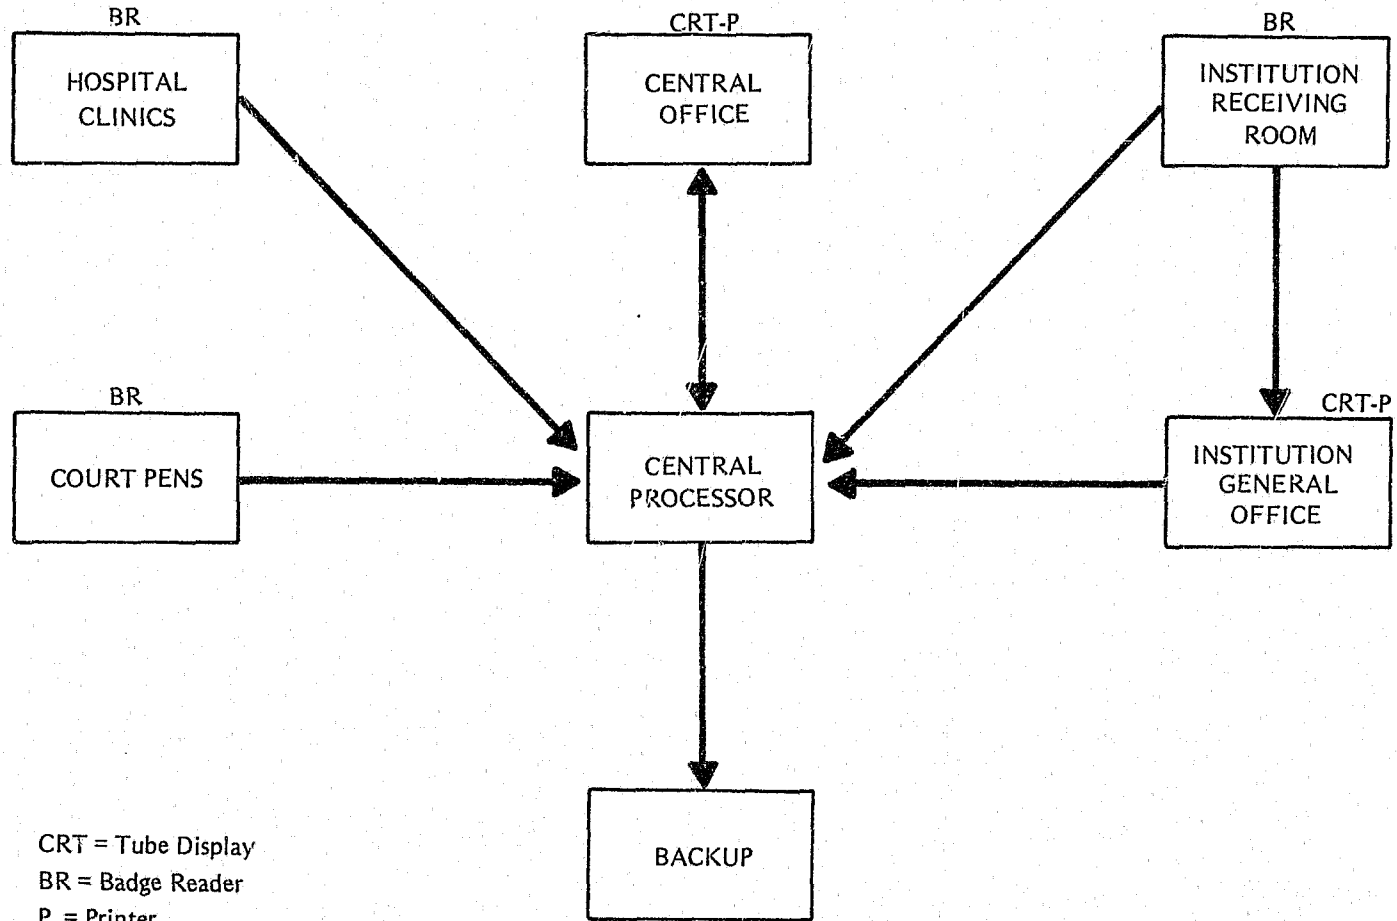 BR
HOSPITAL
CLINICS
CRT-P
CENTRAL
OFFICE
BR
INSTITUTION
RECEIVING
ROOM
BR
COURT PENS
CENTRAL
PROCESSOR
CRT-P
INSTITUTION
GENERAL
OFFICE
BACKUP
CRT = Tube Display
BR = Badge Reader
P = Printer